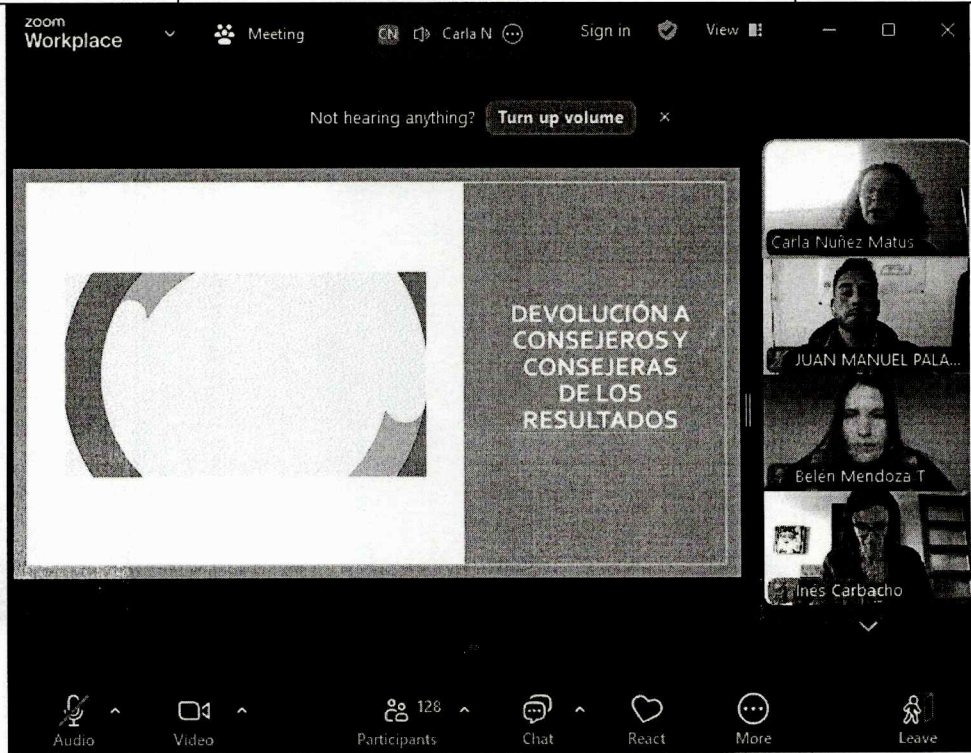 zoom
Workplace
Meeting
CN
Carla N
Sign in
View
Not hearing anything?
Turn up volume
DEVOLUCIÓN A
CONSEJEROS Y
CONSEJERAS
DE LOS
RESULTADOS
Carla Nuñez Matus
JUAN MANUEL PALA...
Belén Mendoza T
Inés Carbacho
Audio
Video
128
Participants
Chat
React
More
Leave